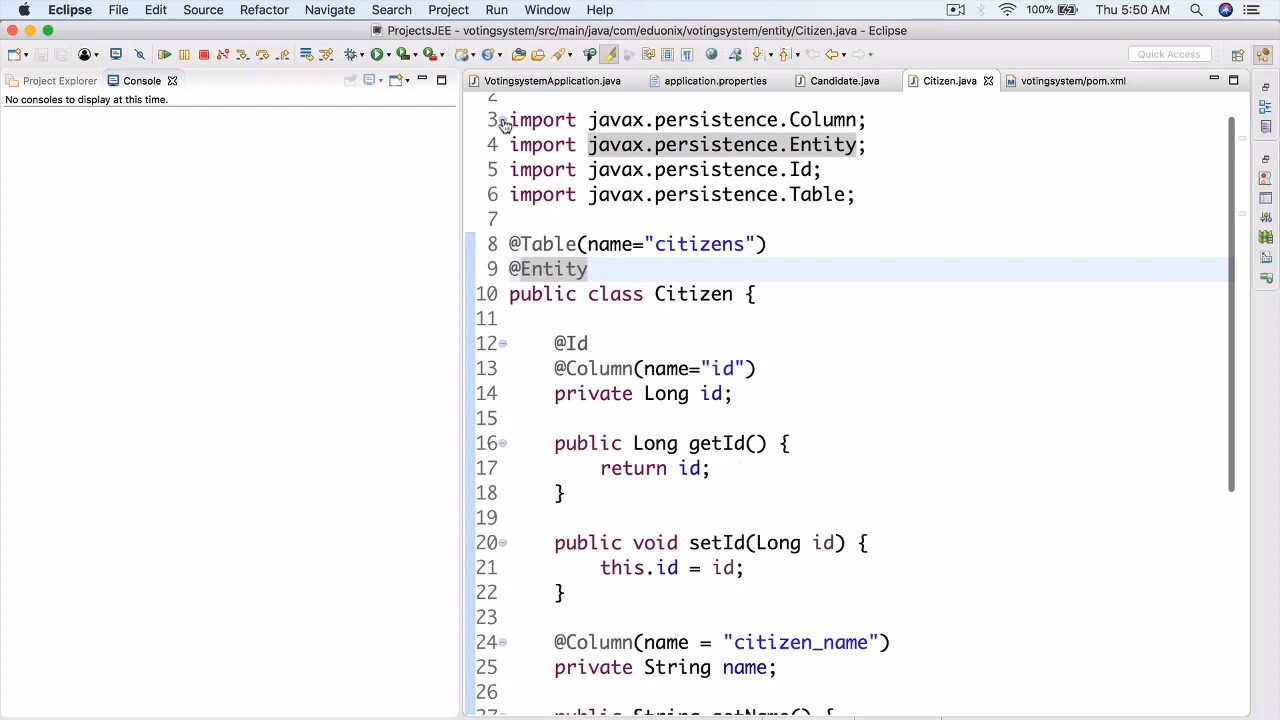 Eclipse File Edit Source Refactor Navigate Search Project Run Window Help 100% Thu 5:50 AM
ProjectsJEE - votingsystem/src/main/java/com/eduonix/votingsystem/entity/Citizen.java - Eclipse
Quick Access
Project Explorer Console
No consoles to display at this time.
VotingsystemApplication.java application.properties Candidate.java Citizen.java votingsystem/pom.xml
2
3 import javax.persistence.Column;
4 import javax.persistence.Entity;
5 import javax.persistence.Id;
6 import javax.persistence.Table;
7
8 @Table(name="citizens")
9 @Entity
10 public class Citizen {
11
12 @Id
13 @Column(name="id")
14 private Long id;
15
16 public Long getId() {
17 return id;
18 }
19
20 public void setId(Long id) {
21 this.id = id;
22 }
23
24 @Column(name = "citizen_name")
25 private String name;
26
27 public String getName() {